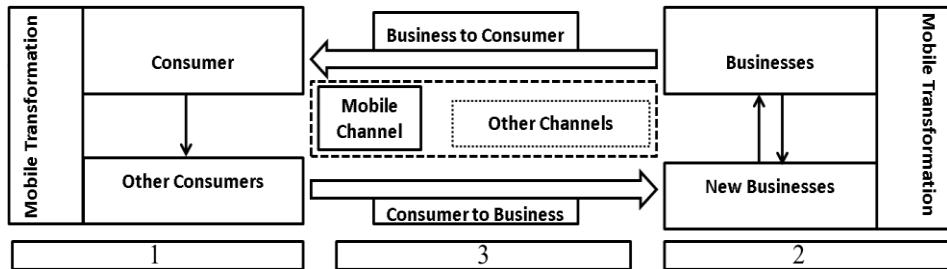 Mobile Transformation
Consumer
Other Consumers
Business to Consumer
Mobile
Channel
Other Channels
Consumer to Business
Businesses
New Businesses
Mobile Transformation
1
3
2